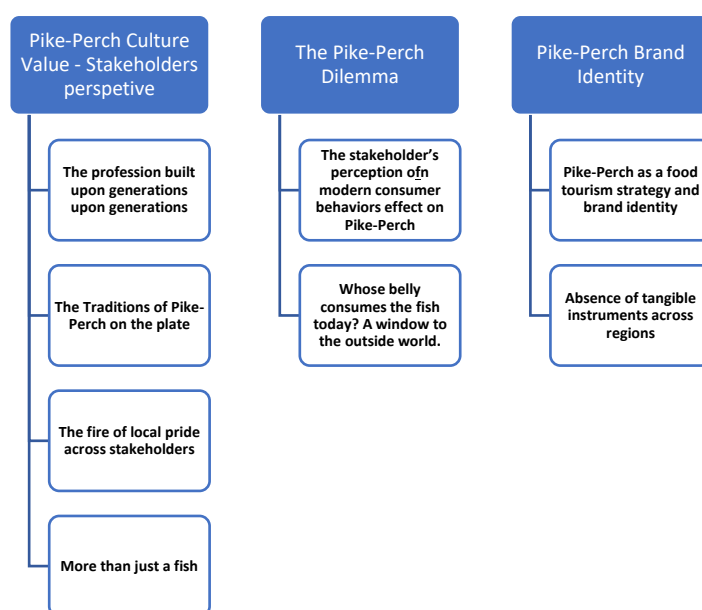 Pike-Perch Culture
Value - Stakeholders
perspetive
The profession built
upon generations
upon generations
The Traditions of Pike-
Perch on the plate
The fire of local pride
across stakeholders
More than just a fish
The Pike-Perch
Dilemma
The stakeholder's
perception ofn
modern consumer
behaviors effect on
Pike-Perch
Whose belly
consumes the fish
today? A window to
the outside world.
Pike-Perch Brand
Identity
Pike-Perch as a food
tourism strategy and
brand identity
Absence of tangible
instruments across
regions